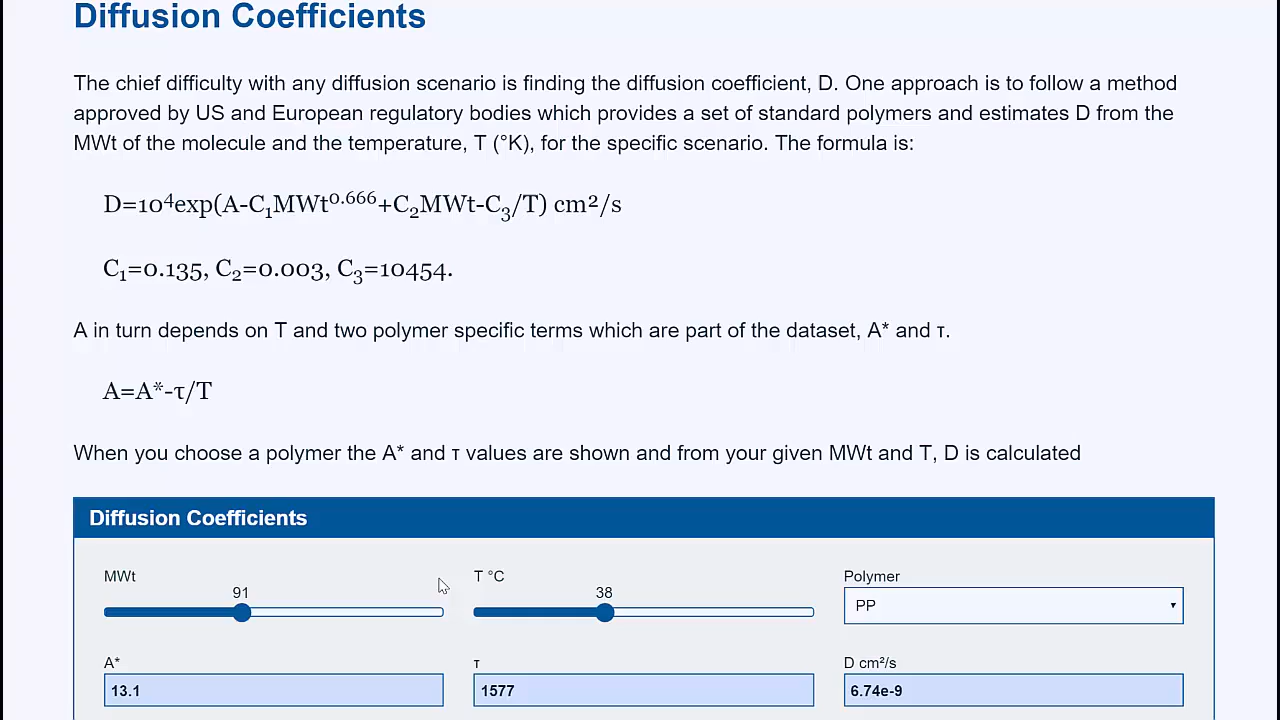 Diffusion Coefficients
The chief difficulty with any diffusion scenario is finding the diffusion coefficient, D. One approach is to follow a method
approved by US and European regulatory bodies which provides a set of standard polymers and estimates D from the
MWt of the molecule and the temperature, T (°K), for the specific scenario. The formula is:
D=10⁴exp(A-C₁MWt⁰·⁶⁶⁶+C₂MWt-C₃/T) cm²/s
C₁=0.135, C₂=0.003, C₃=10454.
A in turn depends on T and two polymer specific terms which are part of the dataset, A* and τ.
A=A*-τ/T
When you choose a polymer the A* and τ values are shown and from your given MWt and T, D is calculated
Diffusion Coefficients
MWt T °C Polymer
91 38 PP
A* τ D cm²/s
13.1 1577 6.74e-9